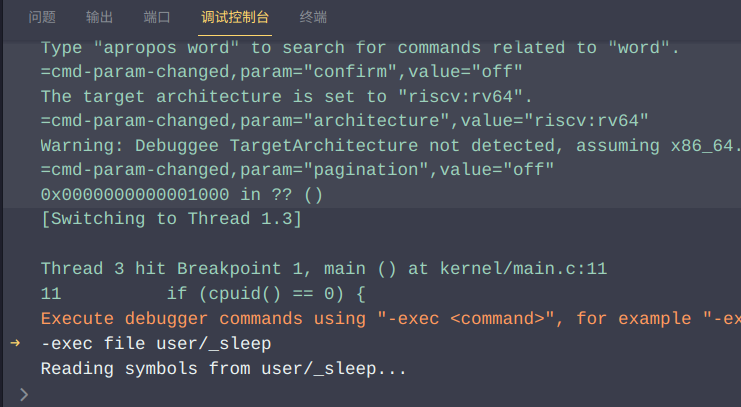 问题 输出 端口 调试控制台 终端
Type "apropos word" to search for commands related to "word".
=cmd-param-changed,param="confirm",value="off"
The target architecture is set to "riscv:rv64".
=cmd-param-changed,param="architecture",value="riscv:rv64"
Warning: Debuggee TargetArchitecture not detected, assuming x86_64.
=cmd-param-changed,param="pagination",value="off"
0x0000000000001000 in ?? ()
[Switching to Thread 1.3]
Thread 3 hit Breakpoint 1, main () at kernel/main.c:11
11 if (cpuid() == 0) {
Execute debugger commands using "-exec <command>", for example "-ex
-exec file user/_sleep
Reading symbols from user/_sleep...